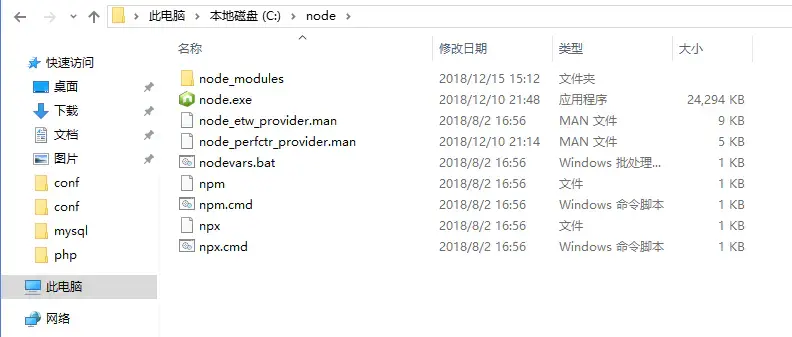 此电脑 > 本地磁盘 (C:) > node >
名称 修改日期 类型 大小
快速访问
桌面
下载
文档
图片
conf
conf
mysql
php
此电脑
网络
node_modules 2018/12/15 15:12 文件夹
node.exe 2018/12/10 21:48 应用程序 24,294 KB
node_etw_provider.man 2018/8/2 16:56 MAN 文件 9 KB
node_perfctr_provider.man 2018/12/10 21:14 MAN 文件 5 KB
nodevars.bat 2018/8/2 16:56 Windows 批处理... 1 KB
npm 2018/8/2 16:56 文件 1 KB
npm.cmd 2018/8/2 16:56 Windows 命令脚本 1 KB
npx 2018/8/2 16:56 文件 1 KB
npx.cmd 2018/8/2 16:56 Windows 命令脚本 1 KB